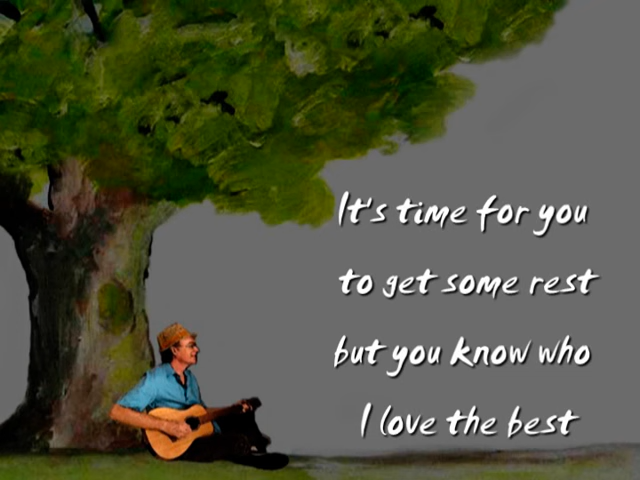 It's time for you
to get some rest
but you know who
I love the best